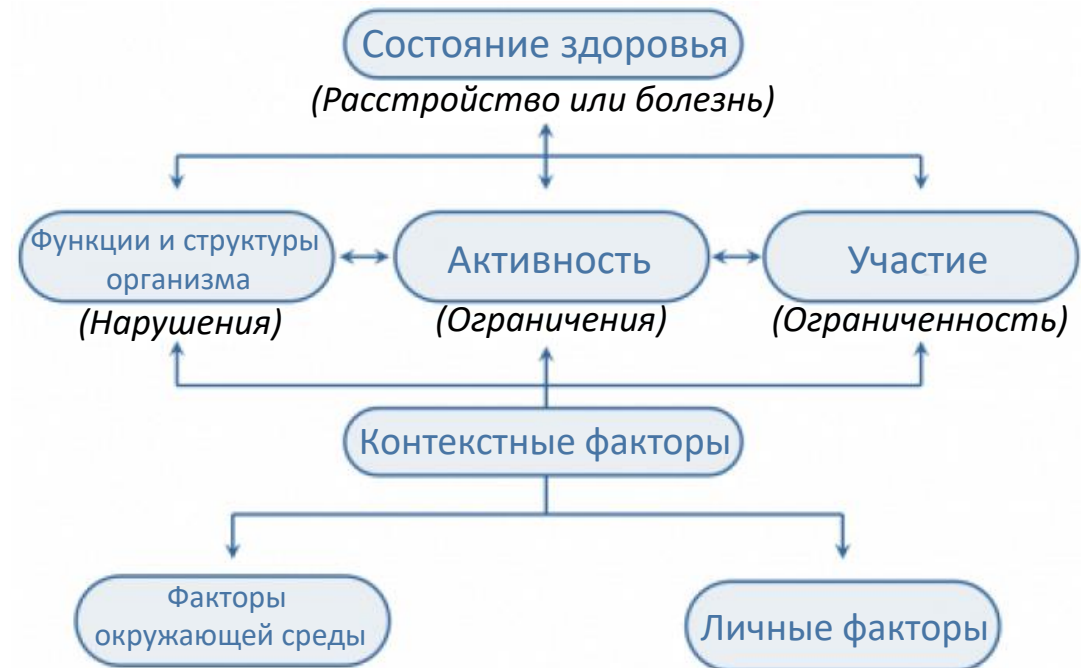 Состояние здоровья
(Расстройство или болезнь)
Функции и структуры
организма
(Нарушения)
Активность
(Ограничения)
Участие
(Ограниченность)
Контекстные факторы
Факторы
окружающей среды
Личные факторы